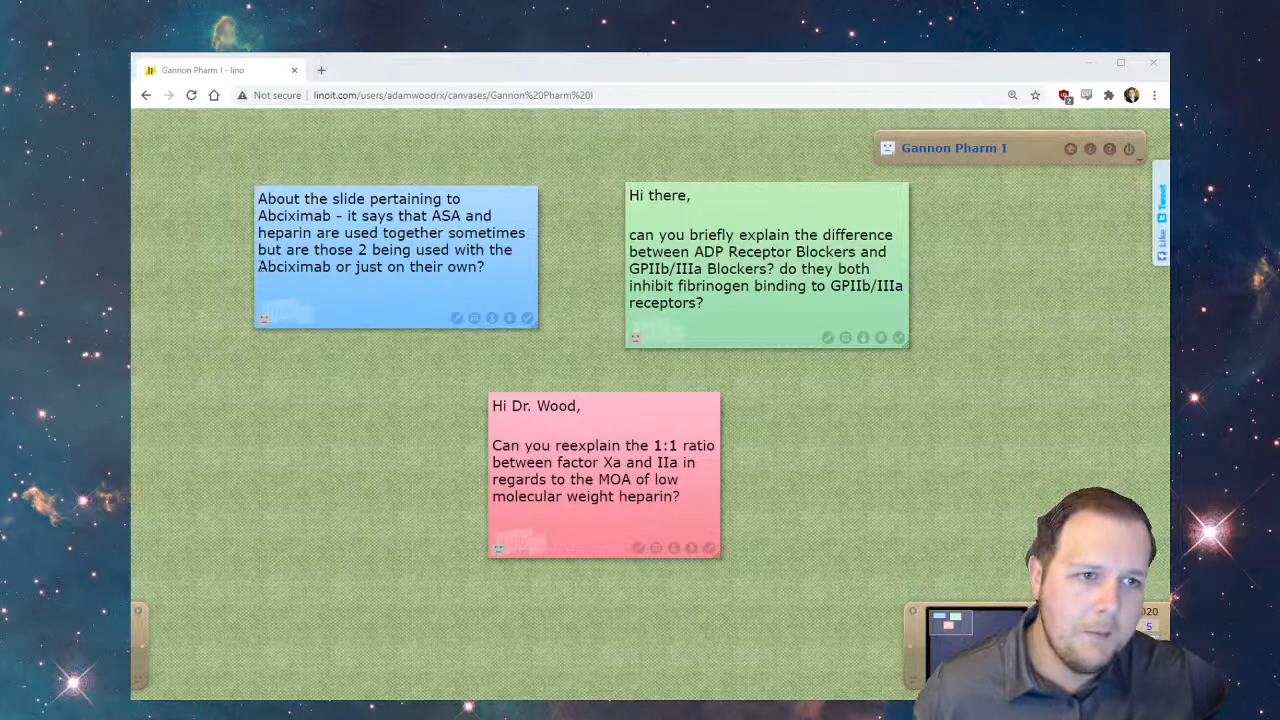 Gannon Pharm I - lino
Not secure
linoit.com/users/adamwoodrx/canvases/Gannon%20Pharm%20I
2
Gannon Pharm I
Tweet
Like
About the slide pertaining to
Abciximab - it says that ASA and
heparin are used together sometimes
but are those 2 being used with the
Abciximab or just on their own?
Hi there,
can you briefly explain the difference
between ADP Receptor Blockers and
GPIIb/IIIa Blockers? do they both
inhibit fibrinogen binding to GPIIb/IIIa
receptors?
Hi Dr. Wood,
Can you reexplain the 1:1 ratio
between factor Xa and IIa in
regards to the MOA of low
molecular weight heparin?
020
5